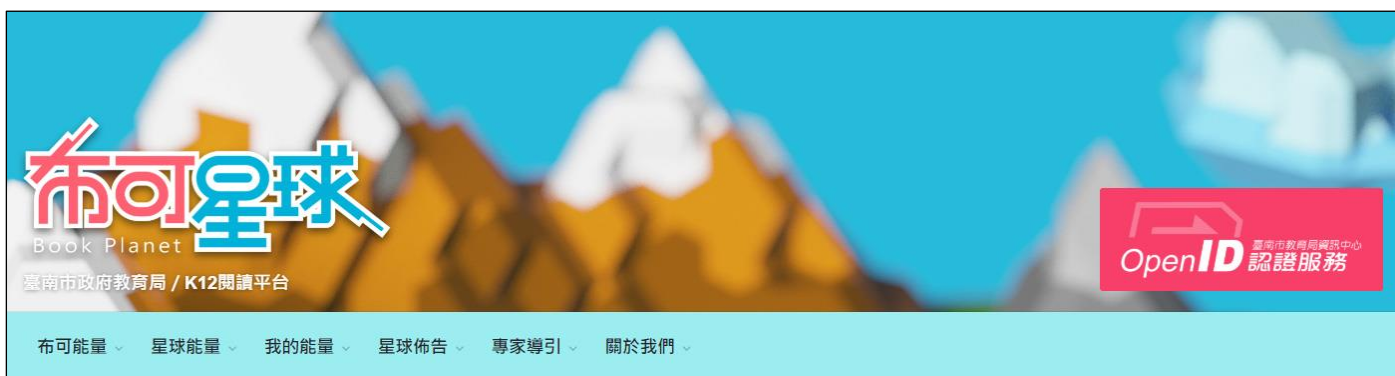 布可星球
Book Planet
臺南市政府教育局 / K12閱讀平台
OpenID 臺南市教育局資訊中心
認證服務
布可能量 星球能量 我的能量 星球佈告 專家導引 關於我們